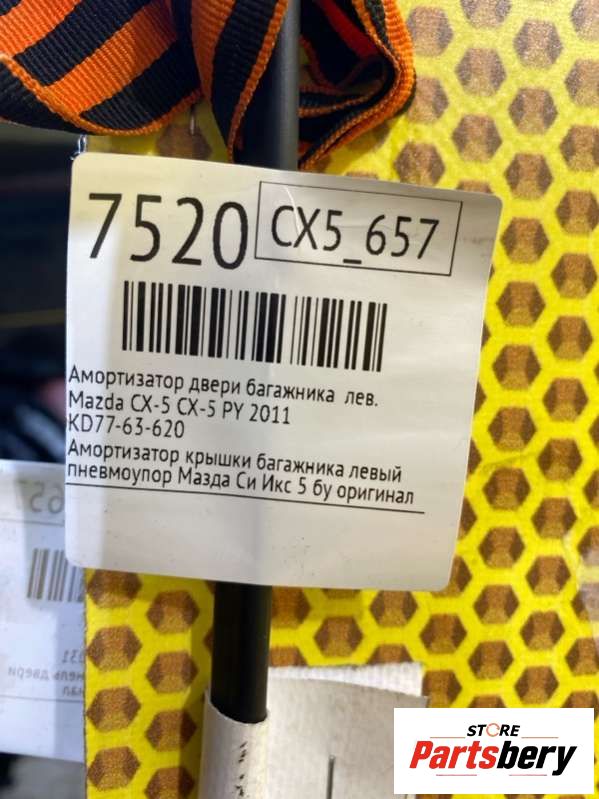 7520
CX5_657
Амортизатор двери багажника лев.
Mazda CX-5 CX-5 PY 2011
KD77-63-620
Амортизатор крышки багажника левый
пневмоупор Мазда Си Икс 5 бу оригинал
STORE
Partsbery